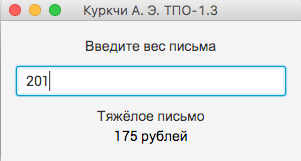 Куркчи А. Э. ТПО-1.3
Введите вес письма
201
Тяжёлое письмо
175 рублей